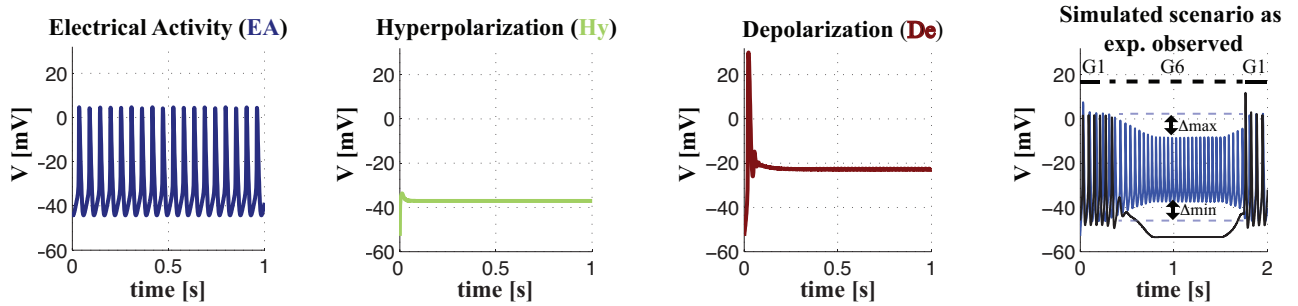 Electrical Activity (EA)
V [mV]
20
0
−20
−40
−60
0
0.5
1
time [s]
Hyperpolarization (Hy)
V [mV]
20
0
−20
−40
−60
0
0.5
1
time [s]
Depolarization (De)
V [mV]
20
0
−20
−40
−60
0
0.5
1
time [s]
Simulated scenario as
exp. observed
G1 G6 G1
V [mV]
20
0
−20
−40
−60
Δmax
Δmin
0
1
2
time [s]